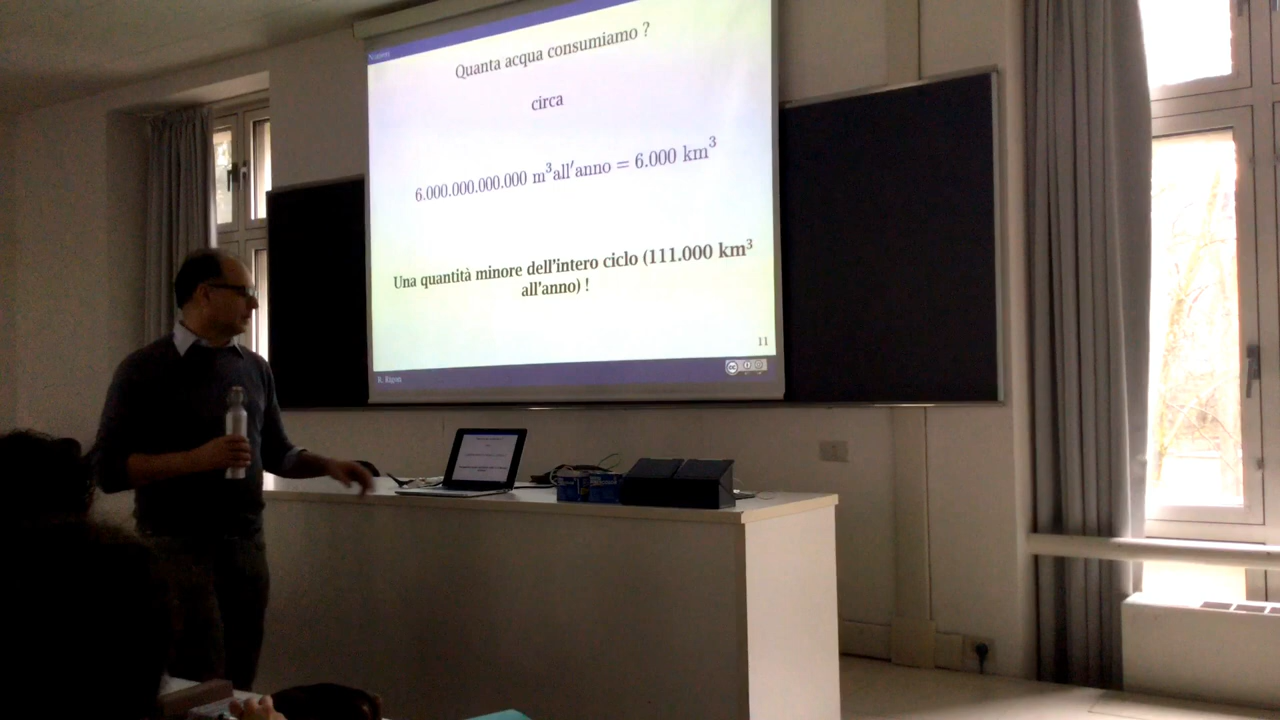 Quanta acqua consumiamo ?
circa
6.000.000.000.000 m³all′anno = 6.000 km³
Una quantità minore dell'intero ciclo (111.000 km³
all'anno) !
11
R. Rigon